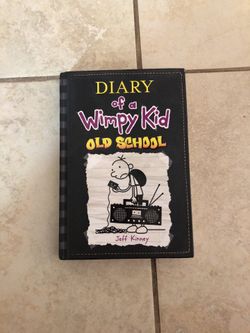 DIARY
of a
Wimpy Kid
OLD SCHOOL
Jeff Kinney